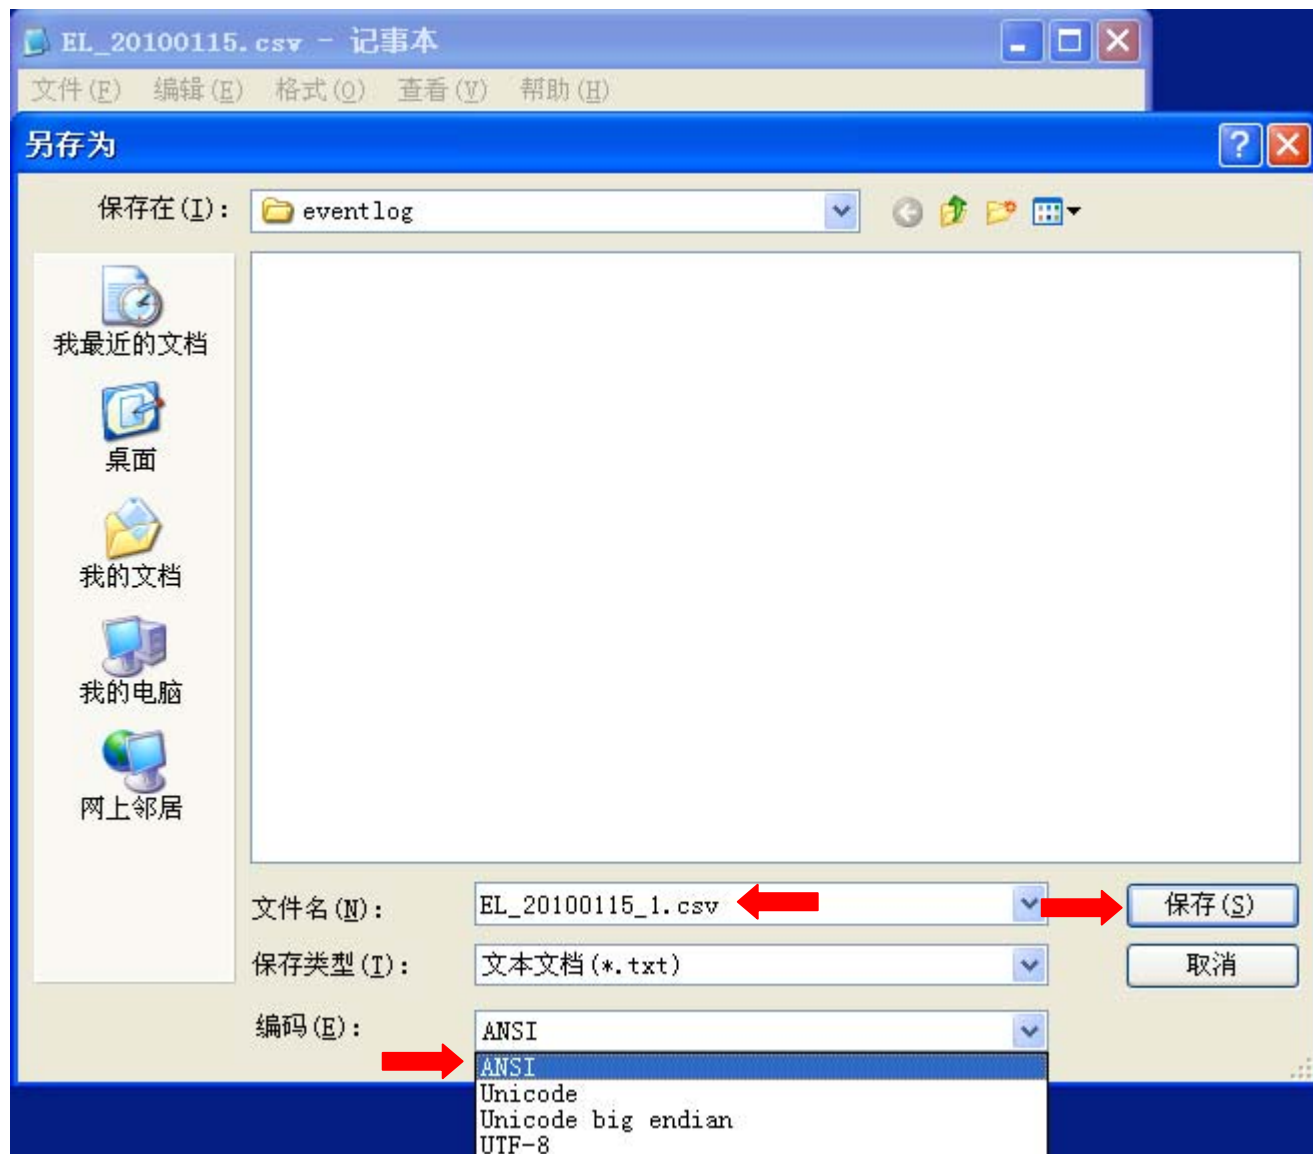 EL_20100115.csv - 记事本
文件(F) 编辑(E) 格式(O) 查看(V) 帮助(H)
另存为
保存在(I):
eventlog
我最近的文档
桌面
我的文档
我的电脑
网上邻居
文件名(N):
EL_20100115_1.csv
保存(S)
保存类型(T):
文本文档(*.txt)
取消
编码(E):
ANSI
ANSI
Unicode
Unicode big endian
UTF-8